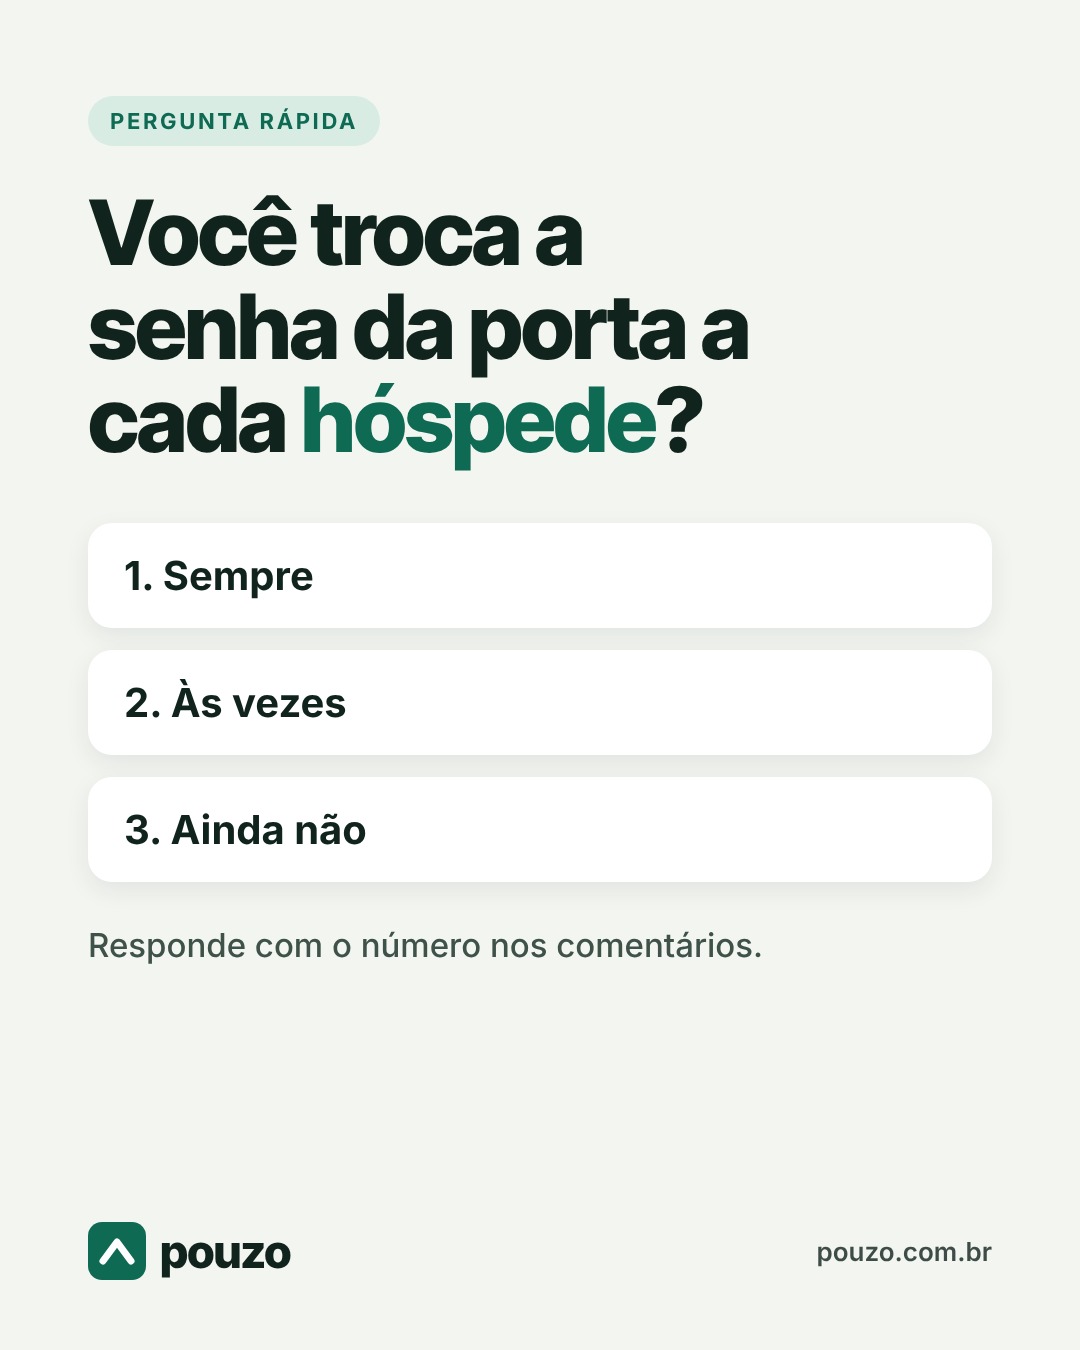 PERGUNTA RÁPIDA
Você troca a
senha da porta a
cada hóspede?
1. Sempre
2. Às vezes
3. Ainda não
Responde com o número nos comentários.
pouzo
pouzo.com.br